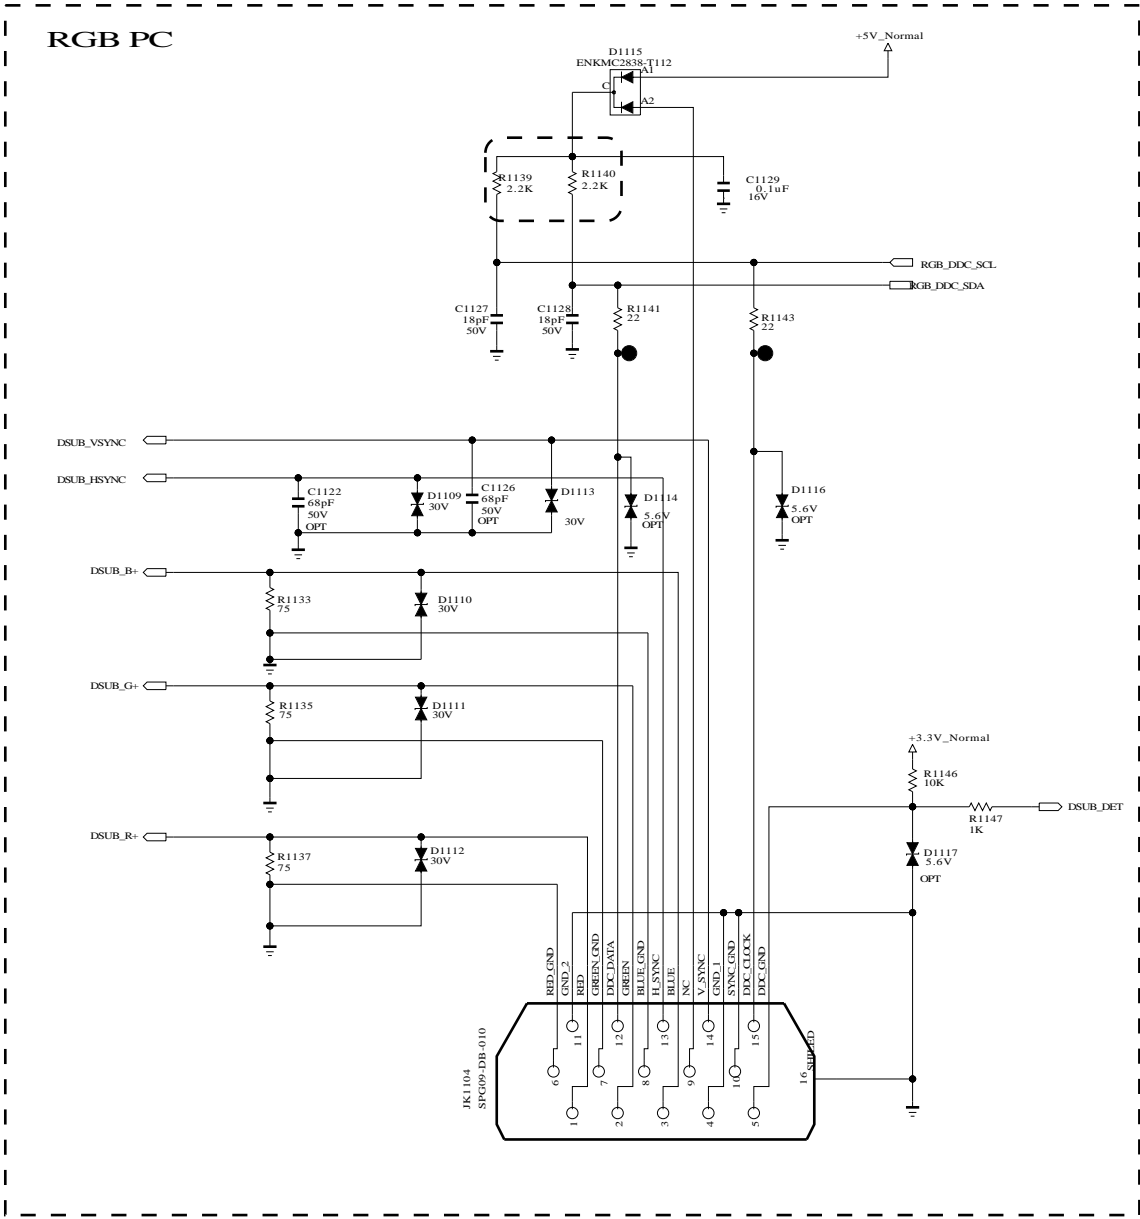 RGB PC
+5V_Normal
D1115
ENKMC2838-T112
A1
C
A2
R1139
2.2K
R1140
2.2K
C1129
0.1uF
16V
RGB_DDC_SCL
RGB_DDC_SDA
C1127
18pF
50V
C1128
18pF
50V
R1141
22
R1143
22
DSUB_VSYNC
DSUB_HSYNC
C1122
68pF
50V
OPT
D1109
30V
C1126
68pF
50V
OPT
D1113
30V
D1114
5.6V
OPT
D1116
5.6V
OPT
DSUB_B+
R1133
75
D1110
30V
DSUB_G+
R1135
75
D1111
30V
+3.3V_Normal
R1146
10K
DSUB_DET
R1147
1K
DSUB_R+
R1137
75
D1112
30V
D1117
5.6V
OPT
RED_GND
GND_2
RED
GREEN_GND
DDC_DATA
GREEN
BLUE_GND
H_SYNC
BLUE
NC
V_SYNC
GND_1
SYNC_GND
DDC_CLOCK
DDC_GND
JK1104
SPG09-DB-010
11
12
13
14
15
SHIELD
16
6
7
8
9
10
1
2
3
4
5